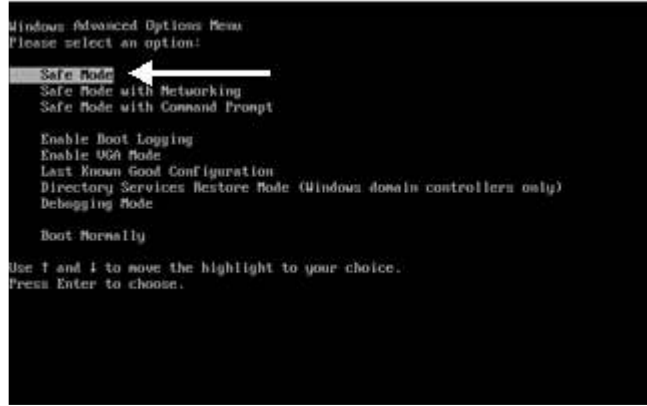 Windows Advanced Options Menu
Please select an option:
Safe Mode
Safe Mode with Networking
Safe Mode with Command Prompt
Enable Boot Logging
Enable VGA Mode
Last Known Good Configuration
Directory Services Restore Mode (Windows domain controllers only)
Debugging Mode
Boot Normally
Use ↑ and ↓ to move the highlight to your choice.
Press Enter to choose.